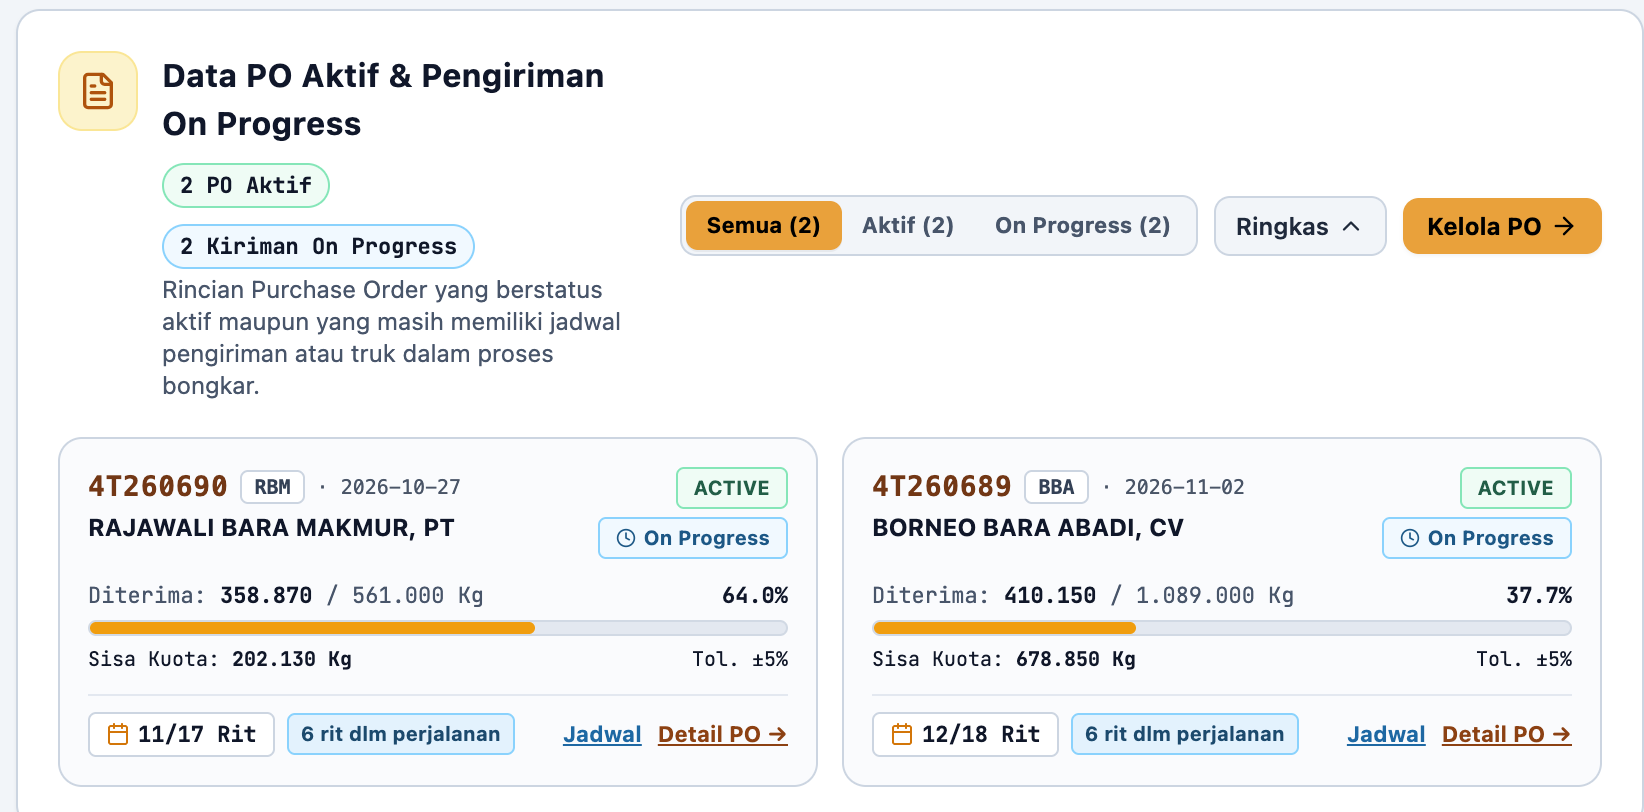 Data PO Aktif & Pengiriman
On Progress
2 PO Aktif
2 Kiriman On Progress
Rincian Purchase Order yang berstatus
aktif maupun yang masih memiliki jadwal
pengiriman atau truk dalam proses
bongkar.
Semua (2) Aktif (2) On Progress (2) Ringkas Kelola PO →
4T260690 RBM · 2026-10-27 ACTIVE
RAJAWALI BARA MAKMUR, PT
On Progress
Diterima: 358.870 / 561.000 Kg 64.0%
Sisa Kuota: 202.130 Kg Tol. ±5%
11/17 Rit 6 rit dlm perjalanan Jadwal Detail PO →
4T260689 BBA · 2026-11-02 ACTIVE
BORNEO BARA ABADI, CV
On Progress
Diterima: 410.150 / 1.089.000 Kg 37.7%
Sisa Kuota: 678.850 Kg Tol. ±5%
12/18 Rit 6 rit dlm perjalanan Jadwal Detail PO →